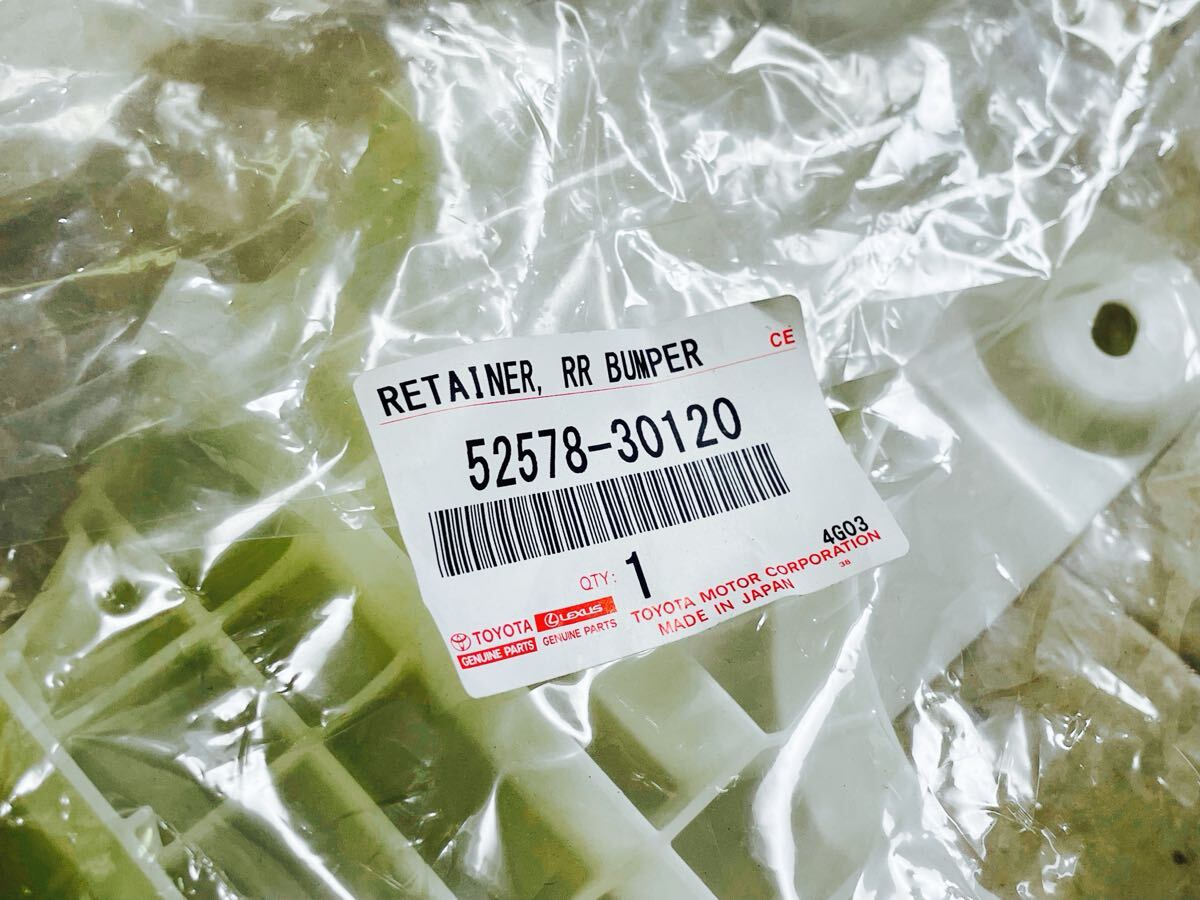 RETAINER, RR BUMPER
CE
52578-30120
QTY: 1
4G03
TOYOTA
GENUINE PARTS
LEXUS
GENUINE PARTS
TOYOTA MOTOR CORPORATION
MADE IN JAPAN
38